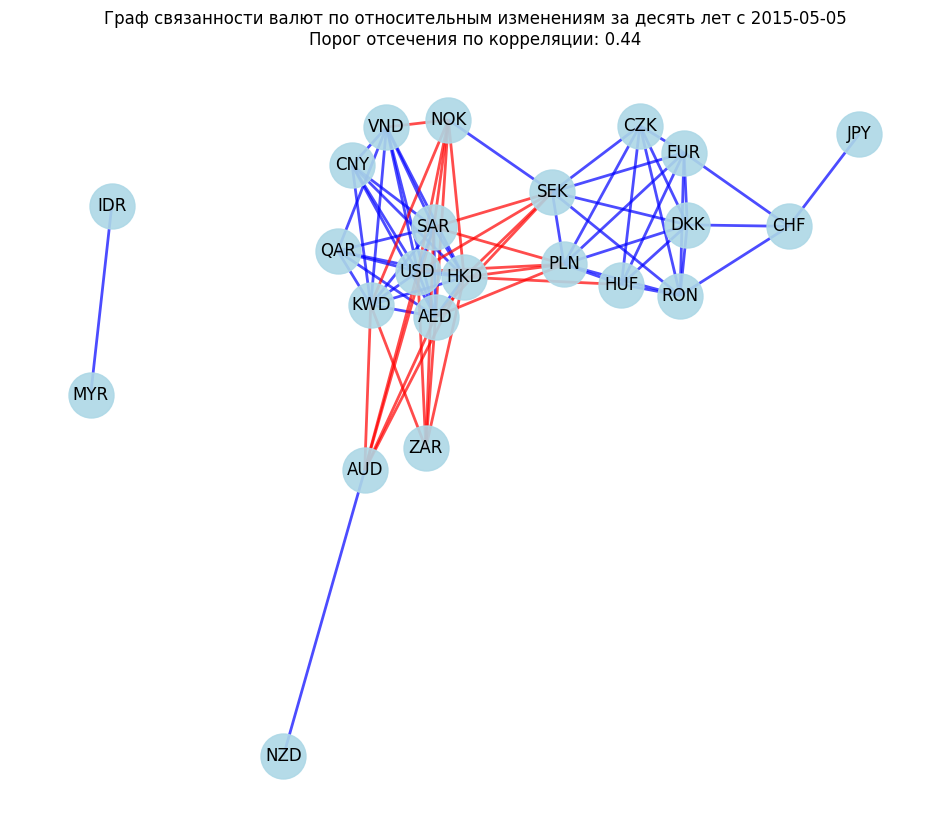 Граф связанности валют по относительным изменениям за десять лет с 2015-05-05
Порог отсечения по корреляции: 0.44
VND
NOK
CZK
JPY
EUR
CNY
SEK
IDR
SAR
DKK
CHF
QAR
PLN
USD
HKD
HUF
RON
KWD
AED
MYR
ZAR
AUD
NZD